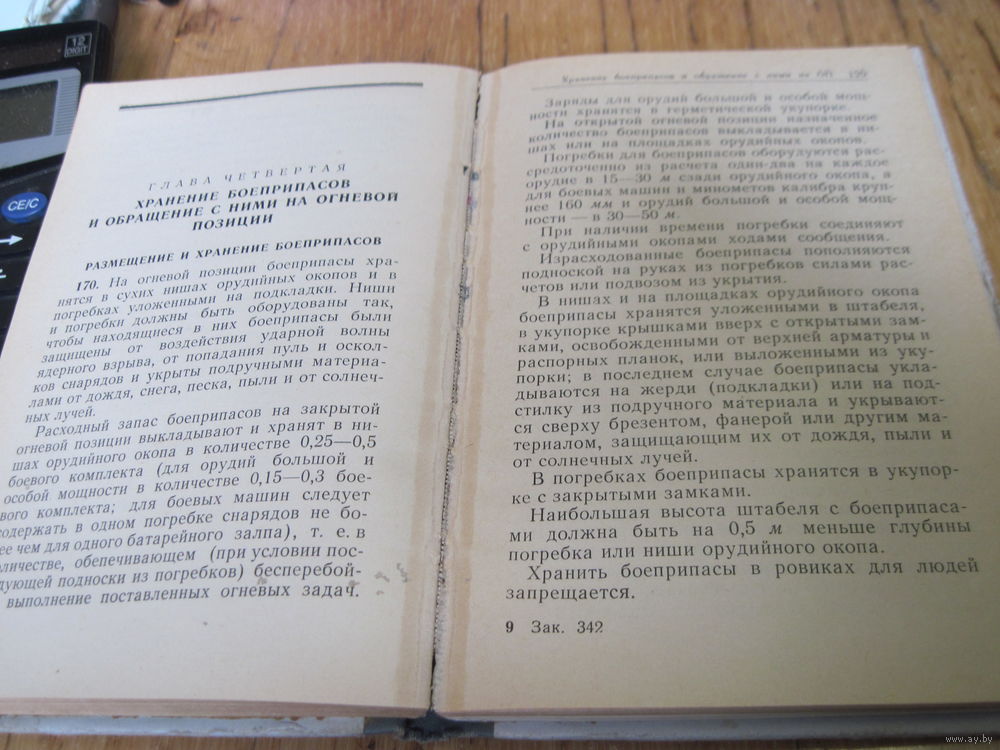 12
DIGIT
CE/C
ГЛАВА ЧЕТВЕРТАЯ
ХРАНЕНИЕ БОЕПРИПАСОВ
И ОБРАЩЕНИЕ С НИМИ НА ОГНЕВОЙ
ПОЗИЦИИ
РАЗМЕЩЕНИЕ И ХРАНЕНИЕ БОЕПРИПАСОВ
170. На огневой позиции боеприпасы хра-
нятся в сухих нишах орудийных окопов и в
погребках уложенными на подкладки. Ниши
и погребки должны быть оборудованы так,
чтобы находящиеся в них боеприпасы были
защищены от воздействия ударной волны
ядерного взрыва, от попадания пуль и оскол-
ков снарядов и укрыты подручными материа-
лами от дождя, снега, песка, пыли и от солнеч-
ных лучей.
Расходный запас боеприпасов на закрытой
огневой позиции выкладывают и хранят в ни-
шах орудийного окопа в количестве 0,25—0,5
боевого комплекта (для орудий большой и
особой мощности в количестве 0,15—0,3 бое-
вого комплекта; для боевых машин следует
содержать в одном погребке снарядов не бо-
ее чем для одного батарейного залпа), т. е. в
оличестве, обепечивающем (при условии пос-
дующей подноски из погребков) бесперебой-
выполнение поставленных огневых задач.
Хранение боеприпасов и обращение с ними на ОП
Заряды для орудий большой и особой мощ-
ности хранятся в герметической укупорке.
На открытой огневой позиции назначенное
количество боеприпасов выкладывается в ни-
шах или на площадках орудийных окопов.
Погребки для боеприпасов оборудуются рас-
средоточенно из расчета один-два на каждое
орудие в 15—30 м сзади орудийного окопа, а
для боевых машин и минометов калибра круп-
нее 160 мм и орудий большой и особой мощ-
ности — в 30—50 м.
При наличии времени погребки соединяют
с орудийными окопами ходами сообщения.
Израсходованные боеприпасы пополняются
подноской на руках из погребков силами рас-
четов или подвозом из укрытия.
В нишах и на площадках орудийного окопа
боеприпасы хранятся уложенными в штабеля,
в укупорке крышками вверх с открытыми зам-
ками, освобожденными от верхней арматуры и
распорных планок, или выложенными из уку-
порки; в последнем случае боеприпасы укла-
дываются на жерди (подкладки) или на под-
стилку из подручного материала и укрывают-
ся сверху брезентом, фанерой или другим ма-
териалом, защищающим их от дождя, пыли и
от солнечных лучей.
В погребках боеприпасы хранятся в укупор-
ке с закрытыми замками.
Наибольшая высота штабеля с боеприпаса-
ми должна быть на 0,5 м меньше глубины
погребка или ниши орудийного окопа.
Хранить боеприпасы в ровиках для людей
запрещается.
9 Зак. 342
www.ay.by